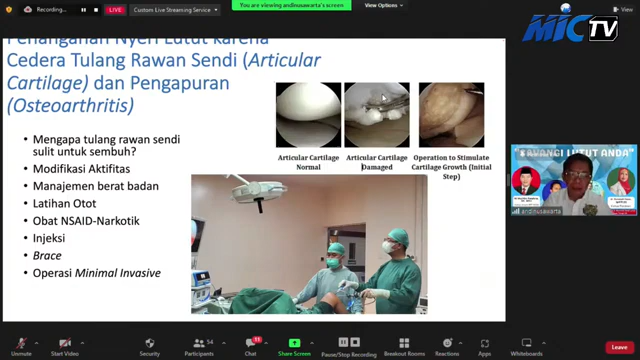 Recording...
Custom Live Streaming Service
You are viewing andinusawarta's screen
View Options
MIC TV
Penanganan Nyeri Lutut karena
Cedera Tulang Rawan Sendi (Articular
Cartilage) dan Pengapuran
(Osteoarthritis)
• Mengapa tulang rawan sendi
sulit untuk sembuh?
• Modifikasi Aktifitas
• Manajemen berat badan
• Latihan Otot
• Obat NSAID-Narkotik
• Injeksi
• Brace
• Operasi Minimal Invasive
Articular Cartilage
Normal
Articular Cartilage
Damaged
Operation to Stimulate
Cartilage Growth (Initial
Step)
LUTUT ANDA"
andinusawarta
Unmute
Start Video
Security
54
Participants
11
Chat
Share Screen
Pause/Stop Recording
Breakout Rooms
Reactions
Apps
Whiteboards
Leave